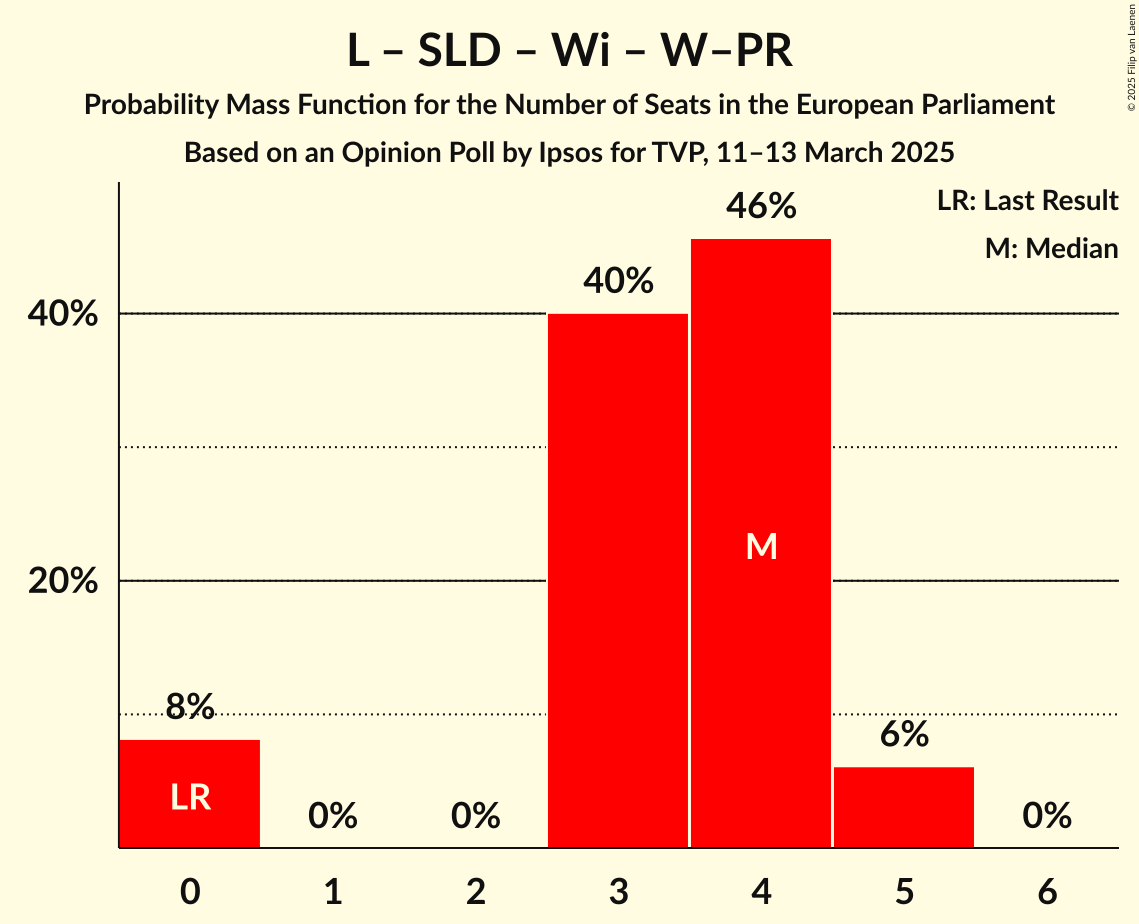 L – SLD – Wi – W–PR
Probability Mass Function for the Number of Seats in the European Parliament
Based on an Opinion Poll by Ipsos for TVP, 11–13 March 2025
© 2025 Filip van Laenen
LR: Last Result
M: Median
46%
40%
40%
M
20%
8%
6%
LR
0%
0%
0%
0
1
2
3
4
5
6